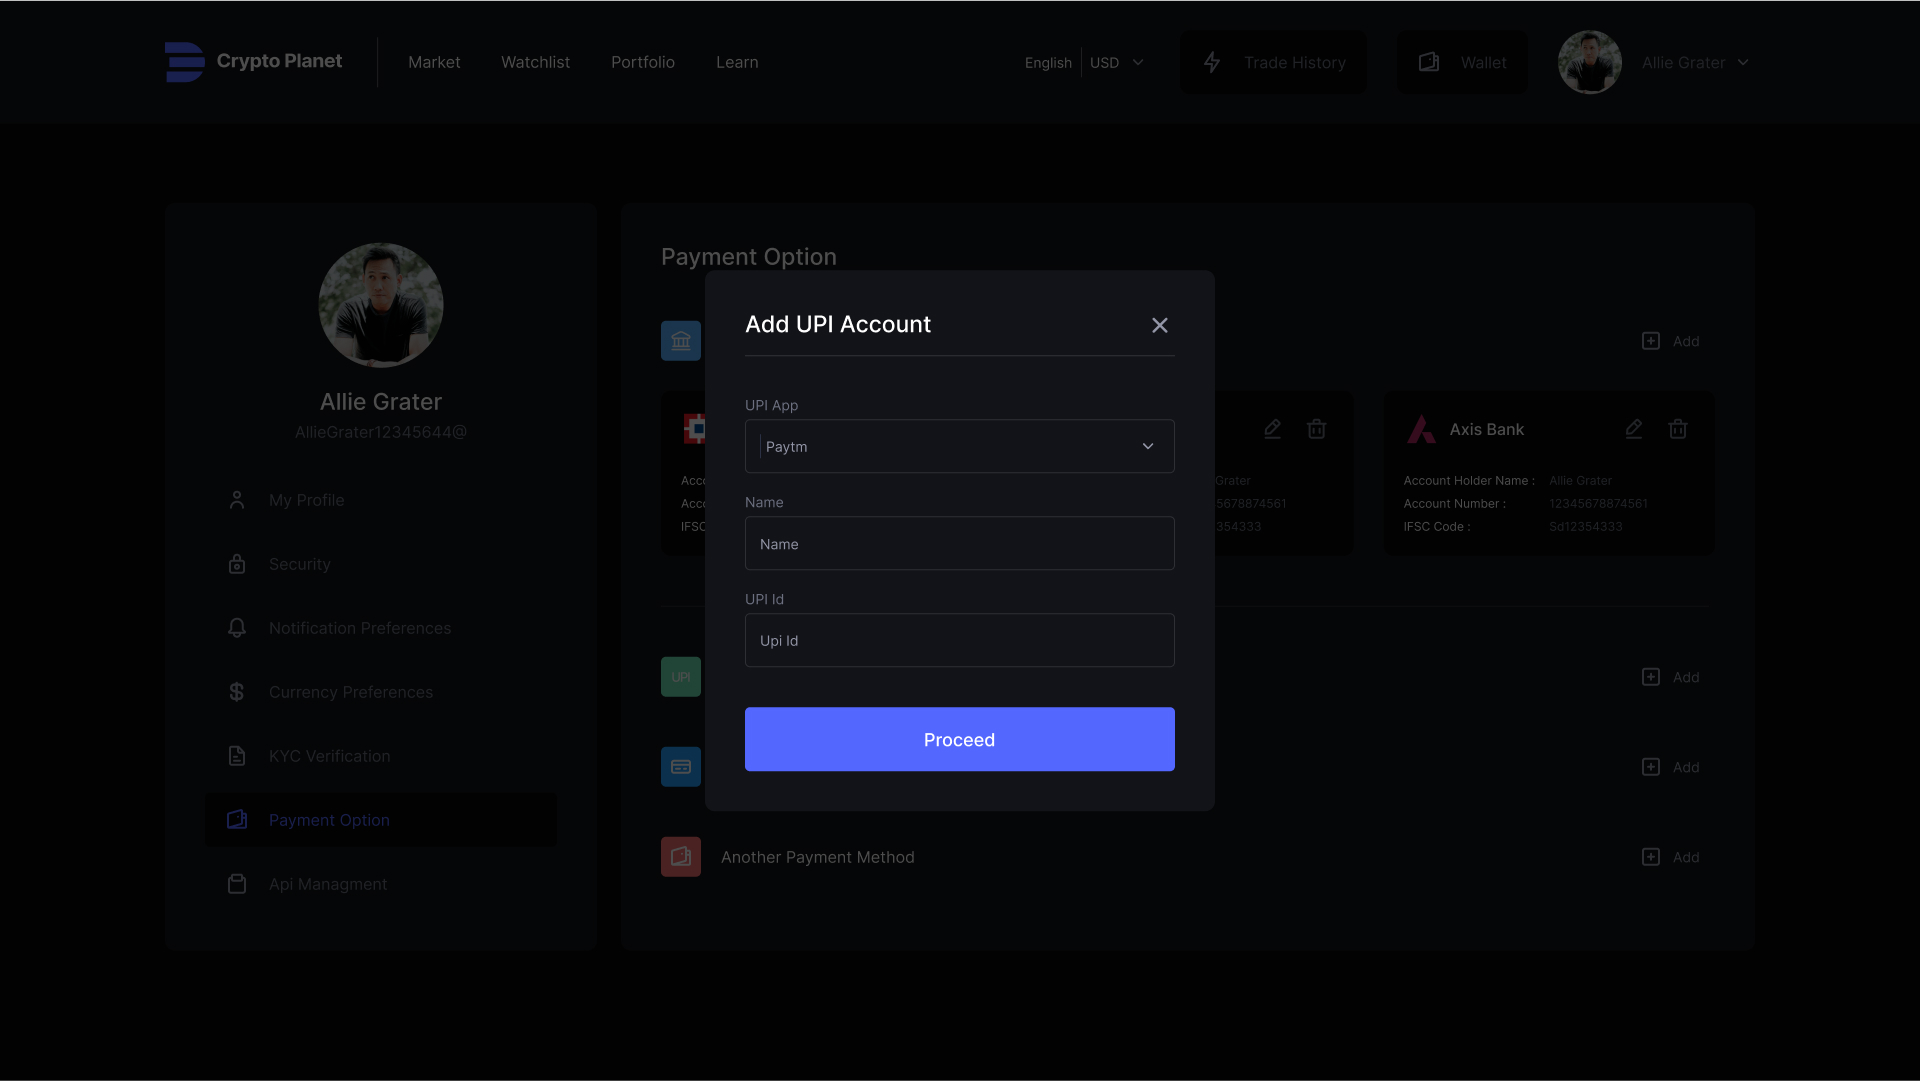 Crypto Planet
Market
Watchlist
Portfolio
Learn
English
USD
Trade History
Wallet
Allie Grater
Allie Grater
AllieGrater12345644@
My Profile
Security
Notification Preferences
Currency Preferences
KYC Verification
Payment Option
Api Managment
Payment Option
Add
Acc
Acc
IFSC
Grater
5678874561
354333
Axis Bank
Account Holder Name : Allie Grater
Account Number : 12345678874561
IFSC Code : Sd12354333
UPI
Add
Add
Another Payment Method
Add
Add UPI Account
UPI App
Paytm
Name
Name
UPI Id
Upi Id
Proceed